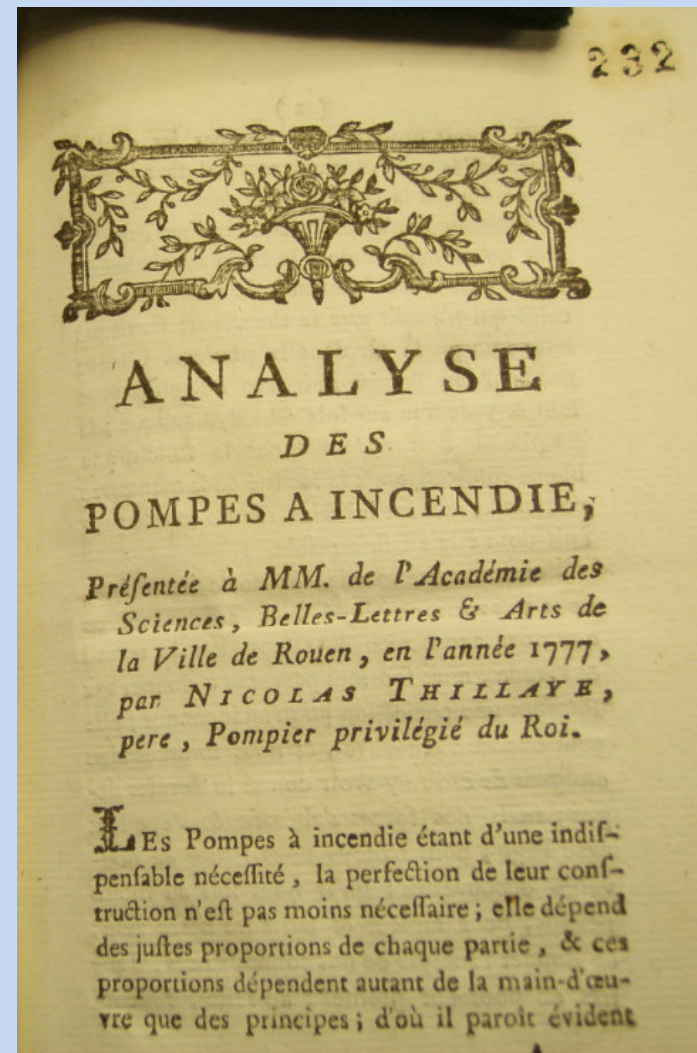 232
ANALYSE
DES
POMPES A INCENDIE,
Préſentée à MM. de l'Académie des
Sciences, Belles-Lettres & Arts de
la Ville de Rouen, en l'année 1777,
par NICOLAS THILLAYE,
pere, Pompier privilégié du Roi.
LEs Pompes à incendie étant d'une indiſ-
penſable néceſſité, la perfection de leur conſ-
truction n'eſt pas moins néceſſaire; elle dépend
des juſtes proportions de chaque partie, & ces
proportions dépendent autant de la main-d'œu-
vre que des principes; d'où il paroît évident
A